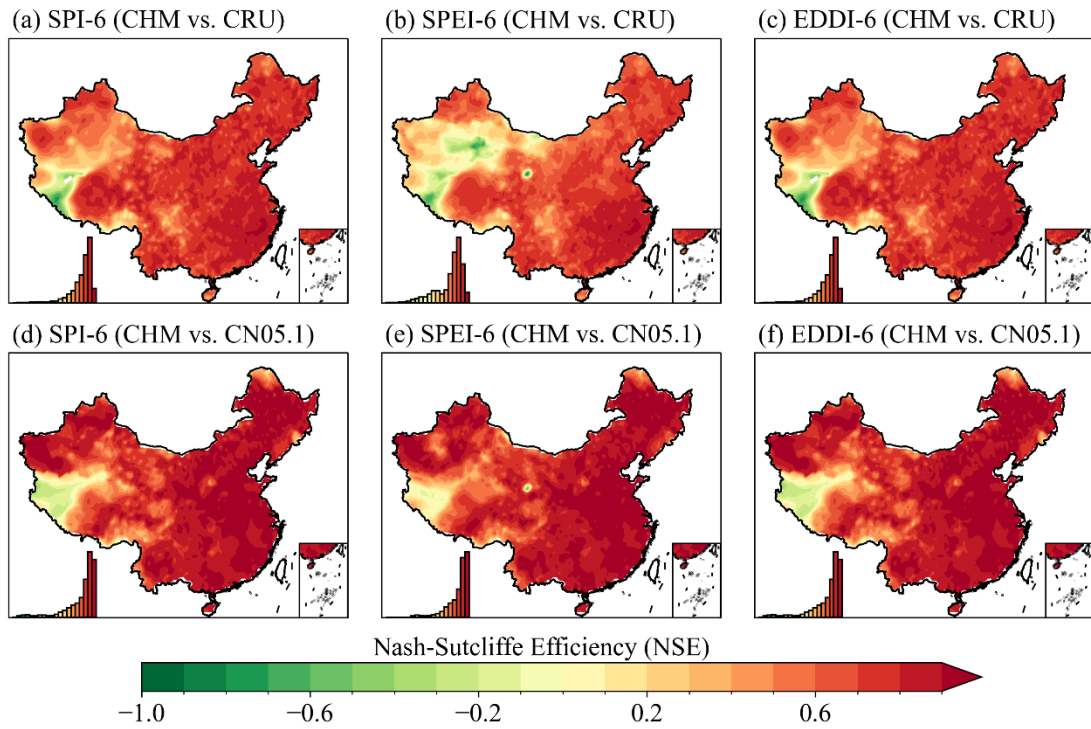 (a) SPI-6 (CHM vs. CRU)
(b) SPEI-6 (CHM vs. CRU)
(c) EDDI-6 (CHM vs. CRU)
(d) SPI-6 (CHM vs. CN05.1)
(e) SPEI-6 (CHM vs. CN05.1)
(f) EDDI-6 (CHM vs. CN05.1)
Nash-Sutcliffe Efficiency (NSE)
−1.0 −0.6 −0.2 0.2 0.6